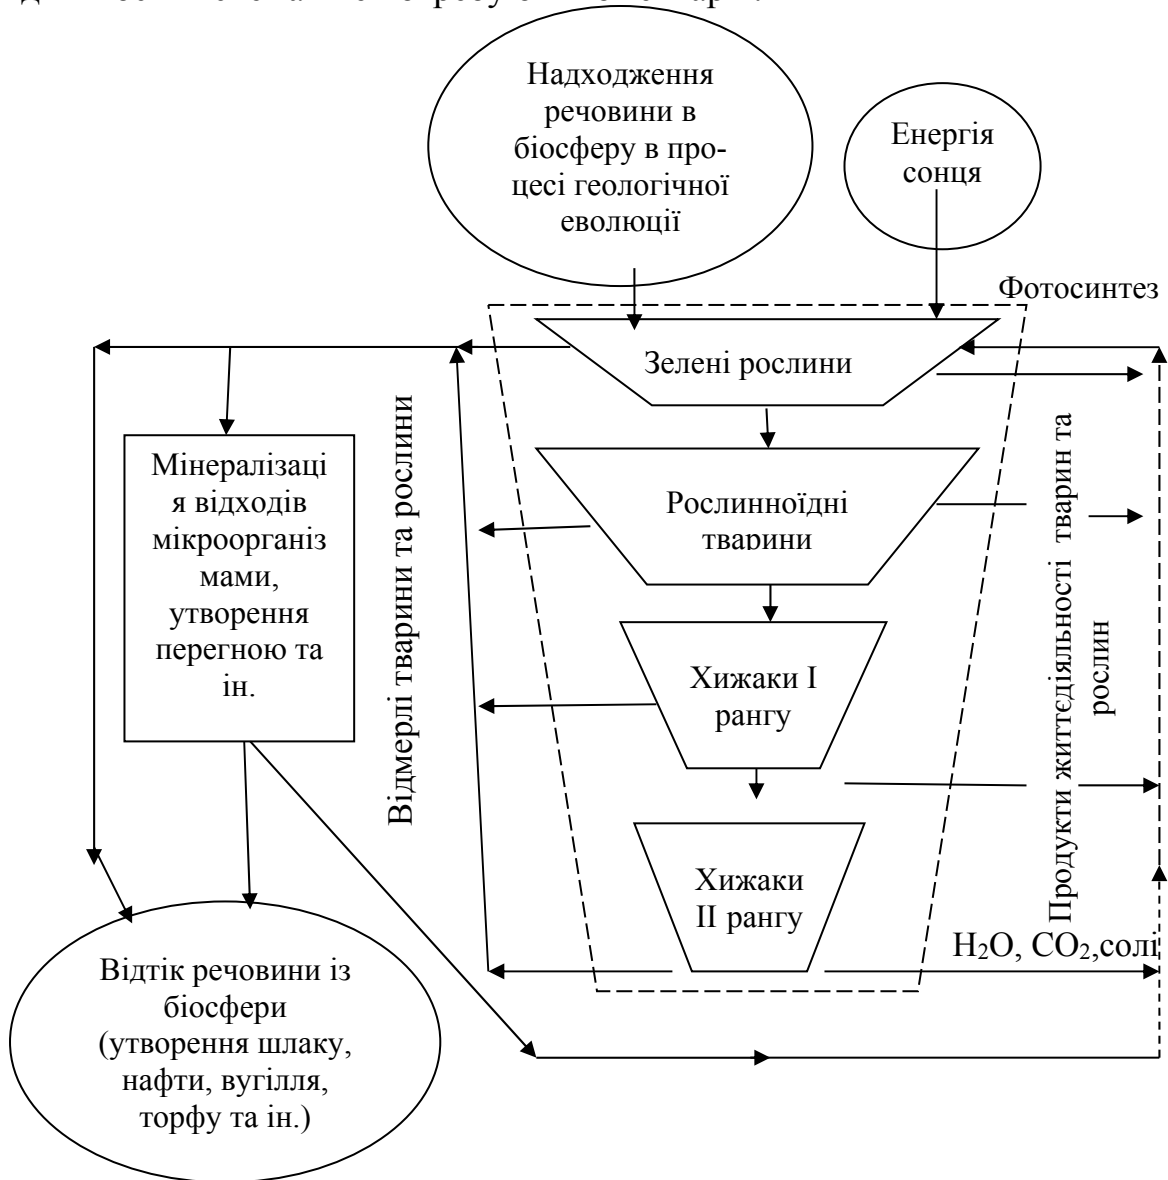 Надходження
речовини в
біосферу в про-
цесі геологічної
еволюції
Енергія
сонця
Фотосинтез
Зелені рослини
Рослинноїдні
тварини
Хижаки І
рангу
Хижаки
ІІ рангу
Мінералізаці
я відходів
мікроорганіз
мами,
утворення
перегною та
ін.
Відмерлі тварини та рослини
Продукти життєдіяльності тварин та
рослин
H₂O, CO₂,солі
Відтік речовини із
біосфери
(утворення шлаку,
нафти, вугілля,
торфу та ін.)